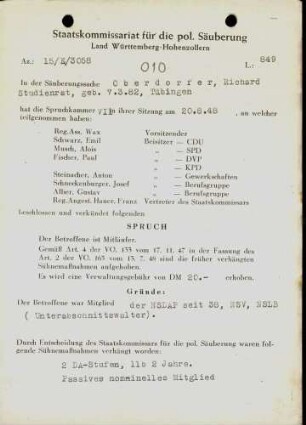 Staatskommissariat für die pol. Säuberung
Land Württemberg-Hohenzollern
Az.: 15/E/3058
010
L.: 849
In der Säuberungssache Oberdorfer, Richard
Studienrat, geb. 7.3.82, Tübingen
hat die Spruchkammer VII in ihrer Sitzung am 20.8.48, an welcher
teilgenommen haben:
Reg.Ass. Wax Vorsitzender
Schwarz, Emil Beisitzer — CDU
Munch, Alois „ — SPD
Fischer, Paul „ — DVP
„ — KPD
Steinacher, Anton „ — Gewerkschaften
Schneckenburger, Josef „ — Berufsgruppe
Alber, Gustav „ — Berufsgruppe
Reg.Angest. Hauer, Franz Vertreter des Staatskommissars
beschlossen und verkündet folgenden
SPRUCH
Der Betroffene ist Mitläufer.
Gemäß Art. 4 der VO. 133 vom 17. 11. 47 in der Fassung des
Art. 2 der VO. 165 vom 13. 7. 48 sind die früher verhängten
Sühnemaßnahmen aufgehoben.
Es wird eine Verwaltungsgebühr von DM 20.- erhoben.
Gründe:
Der Betroffene war Mitglied der NSDAP seit 38, NSV, NSLB
(Unterabschnittswalter).
Durch Entscheidung des Staatskommissars für die pol. Säuberung waren folgende
Sühnemaßnahmen verhängt worden:
2 DA-Stufen, llb 2 Jahre.
Passives nominelles Mitglied